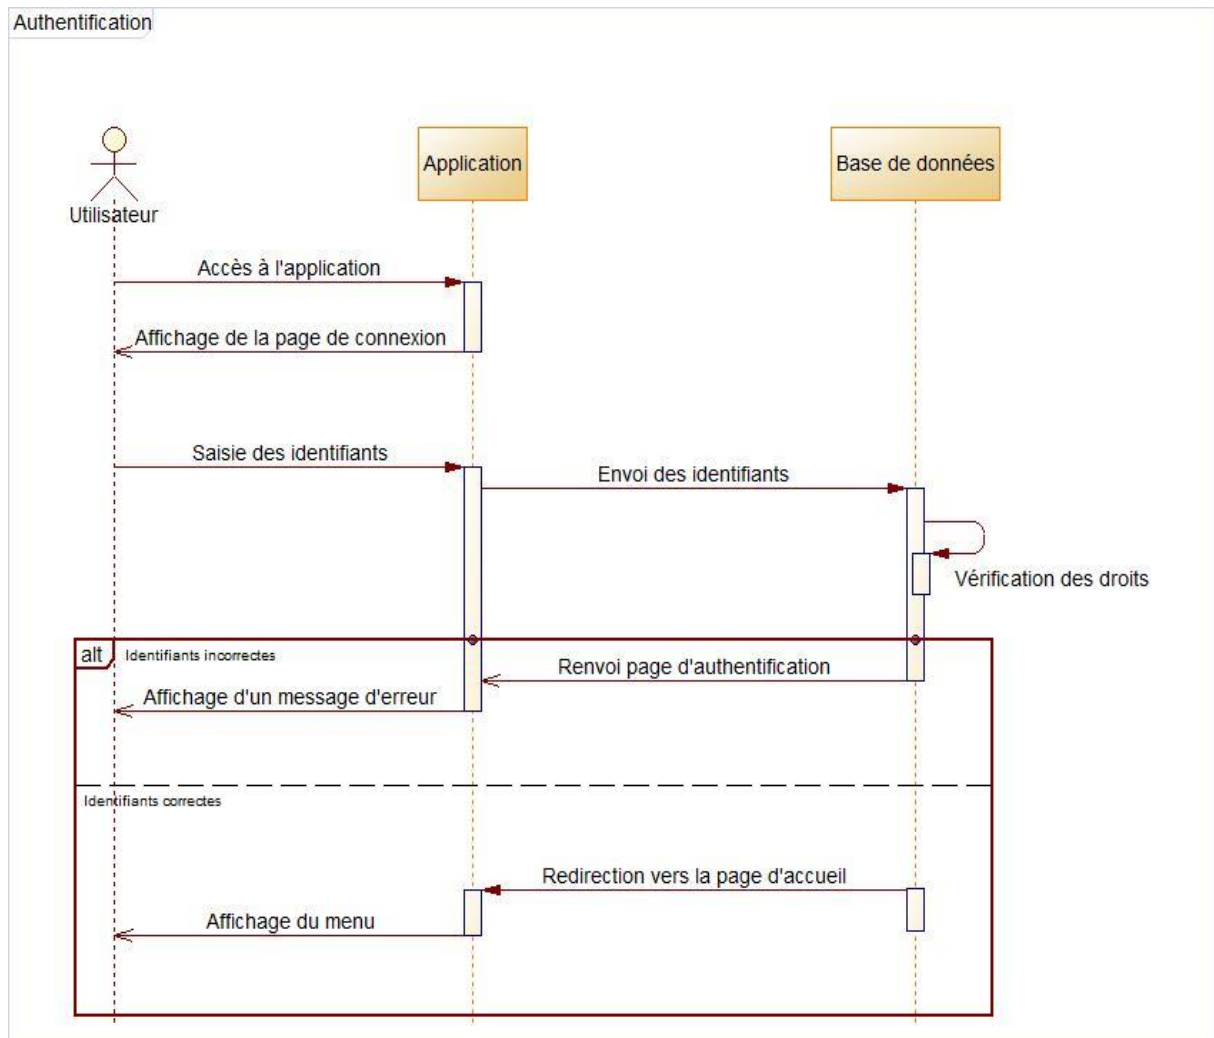 Authentification
Utilisateur
Application
Base de données
Accès à l'application
Affichage de la page de connexion
Saisie des identifiants
Envoi des identifiants
Vérification des droits
alt
Identifiants incorrectes
Renvoi page d'authentification
Affichage d'un message d'erreur
Identifiants correctes
Redirection vers la page d'accueil
Affichage du menu